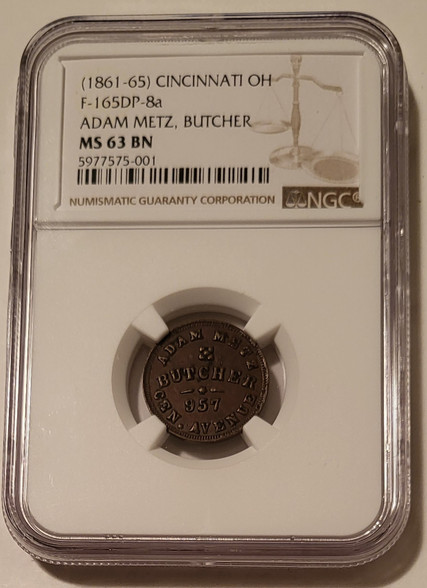 (1861-65) CINCINNATI OH
F-165DP-8a
ADAM METZ, BUTCHER
MS 63 BN
5977575-001
NUMISMATIC GUARANTY CORPORATION NGC®
ADAM METZ
BUTCHER
957
CEN. AVENUE